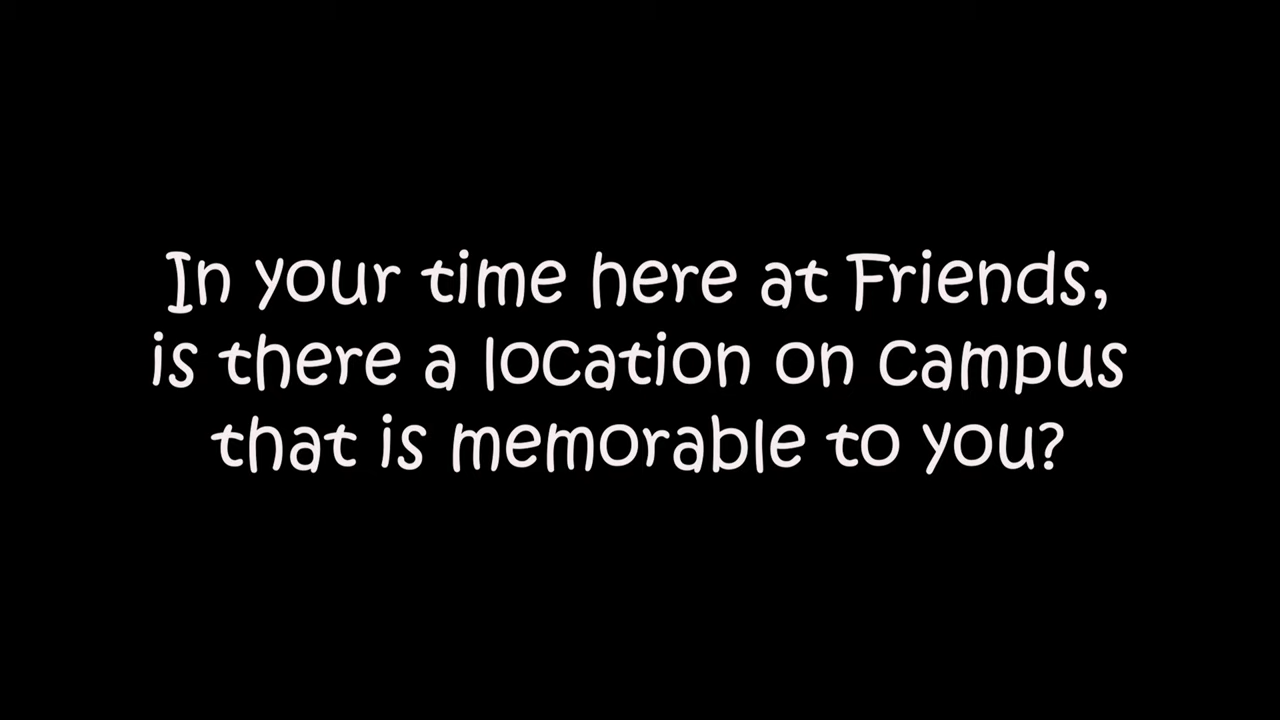 In your time here at Friends,
is there a location on campus
that is memorable to you?